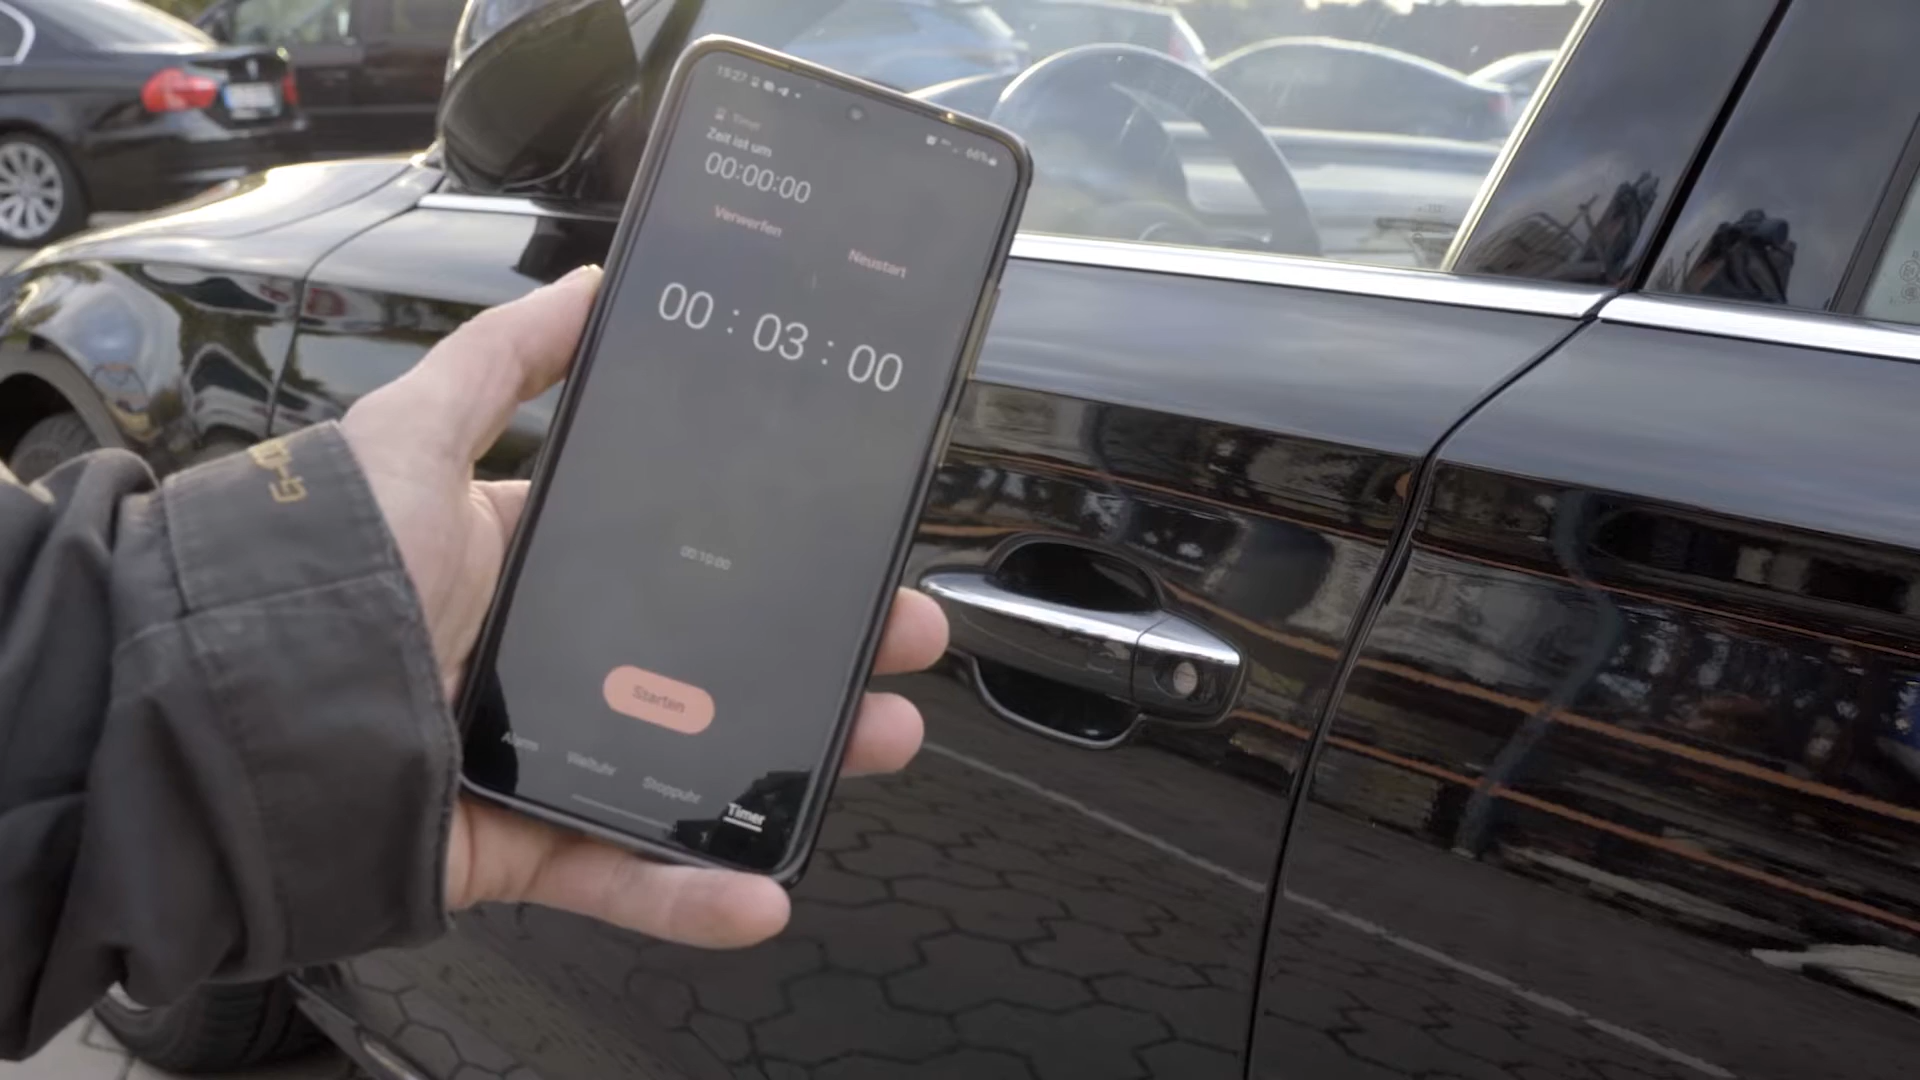 15:27
66%
Timer
Zeit ist um
00:00:00
Verwerfen Neustart
00 : 03 : 00
00:10:00
Starten
Alarm Weltuhr Stoppuhr Timer